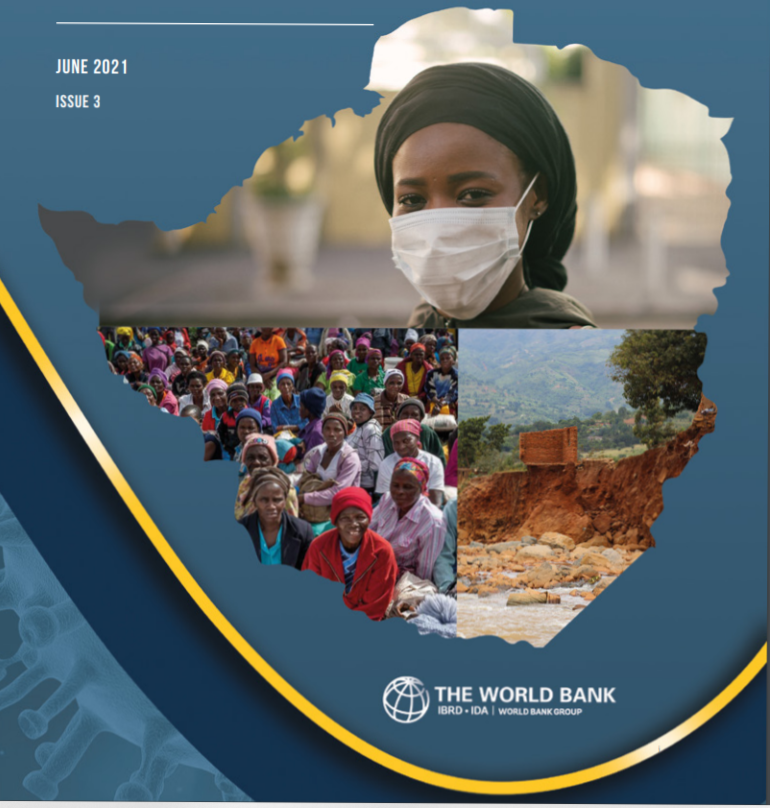 JUNE 2021
ISSUE 3
THE WORLD BANK
IBRD • IDA | WORLD BANK GROUP